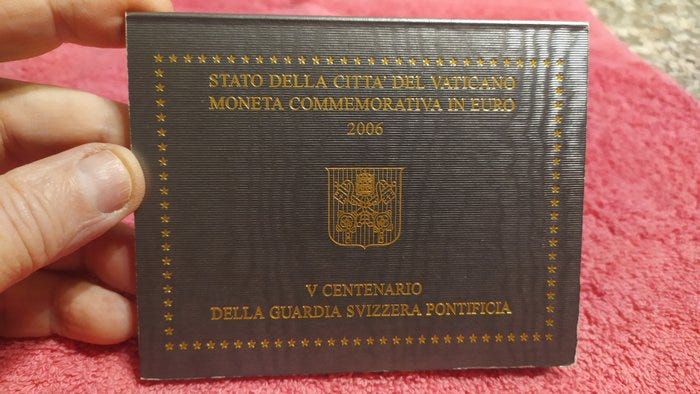 STATO DELLA CITTA' DEL VATICANO
MONETA COMMEMORATIVA IN EURO
2006
V CENTENARIO
DELLA GUARDIA SVIZZERA PONTIFICIA